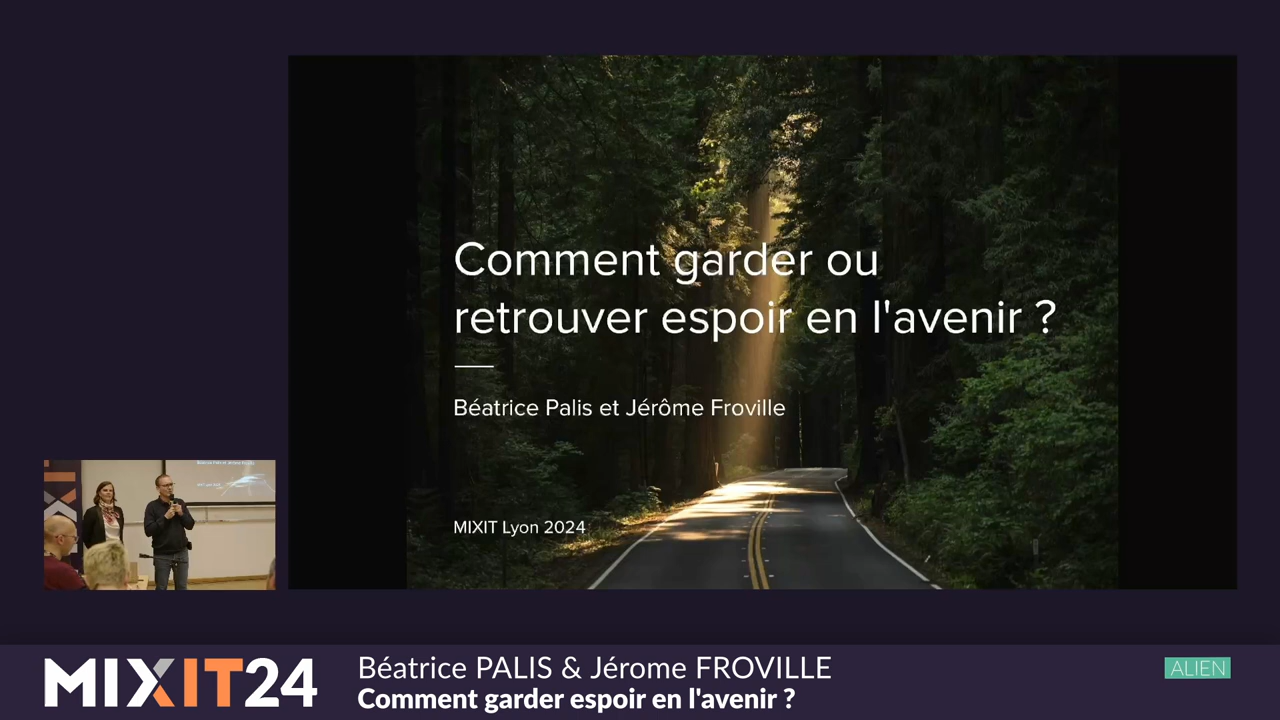 Comment garder ou
retrouver espoir en l'avenir ?
Béatrice Palis et Jérôme Froville
MIXIT Lyon 2024
MIXIT24
Béatrice PALIS & Jérome FROVILLE
Comment garder espoir en l'avenir ?
ALIEN